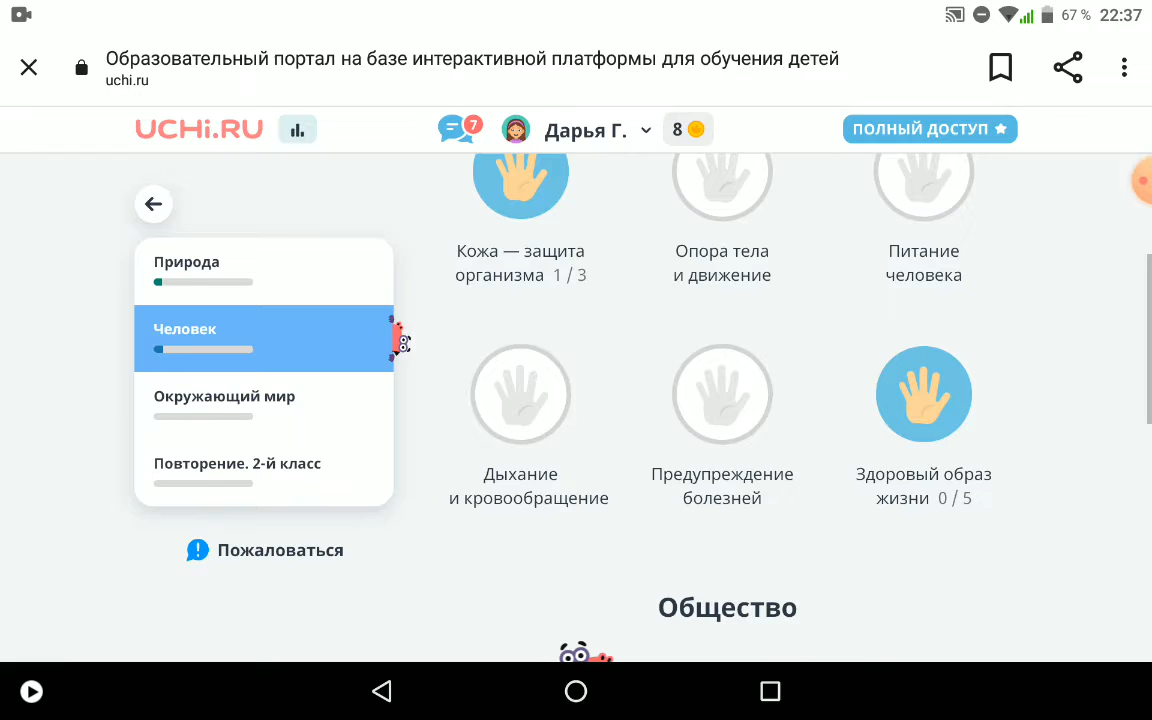 67 % 22:37
Образовательный портал на базе интерактивной платформы для обучения детей
uchi.ru
UCHi.RU
7
Дарья Г.
8
ПОЛНЫЙ ДОСТУП
Природа
Человек
Окружающий мир
Повторение. 2-й класс
Пожаловаться
Кожа — защита
организма 1 / 3
Опора тела
и движение
Питание
человека
Дыхание
и кровообращение
Предупреждение
болезней
Здоровый образ
жизни 0 / 5
Общество